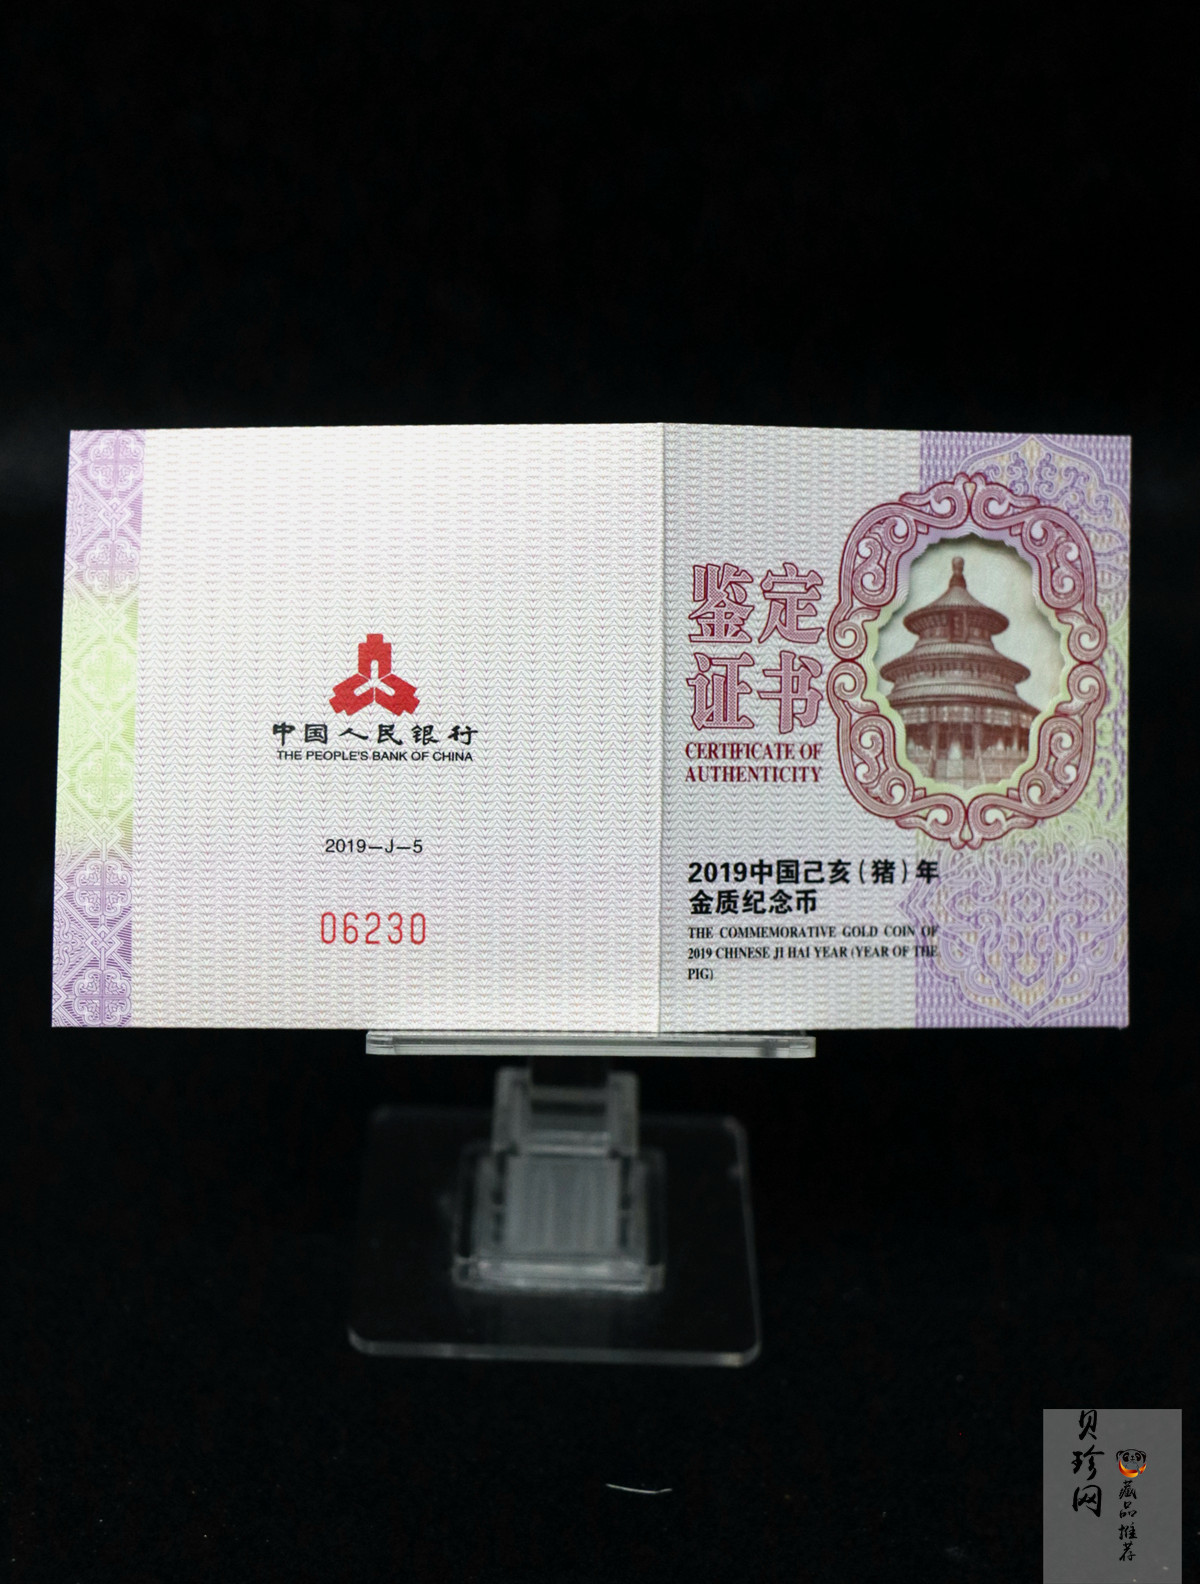 中国人民银行
THE PEOPLE'S BANK OF CHINA
2019—J—5
06230
鉴定
证书
CERTIFICATE OF
AUTHENTICITY
2019中国己亥(猪)年
金质纪念币
THE COMMEMORATIVE GOLD COIN OF
2019 CHINESE JI HAI YEAR (YEAR OF THE
PIG)
贝珍网
藏品推荐